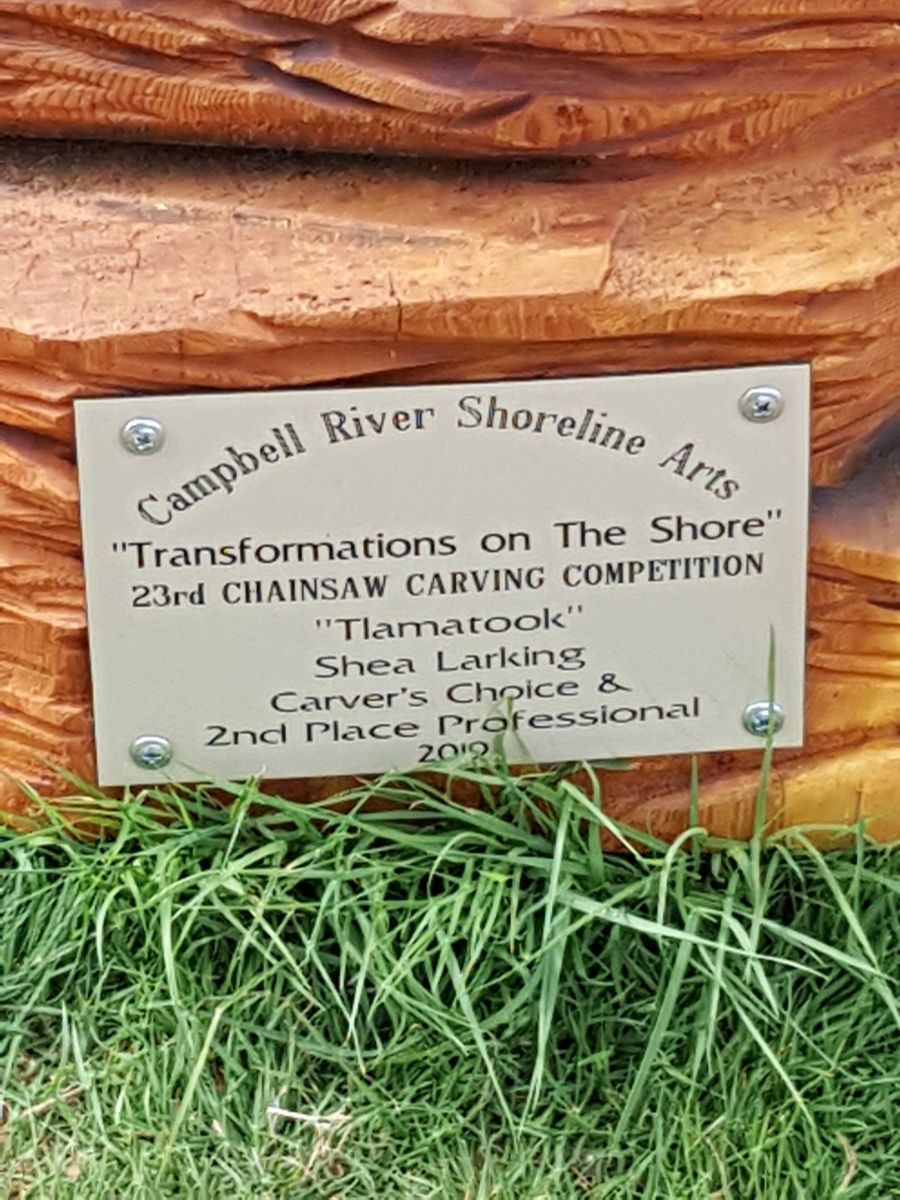 Campbell River Shoreline Arts
"Transformations on The Shore"
23rd CHAINSAW CARVING COMPETITION
"Tlamatook"
Shea Larking
Carver's Choice &
2nd Place Professional
2019